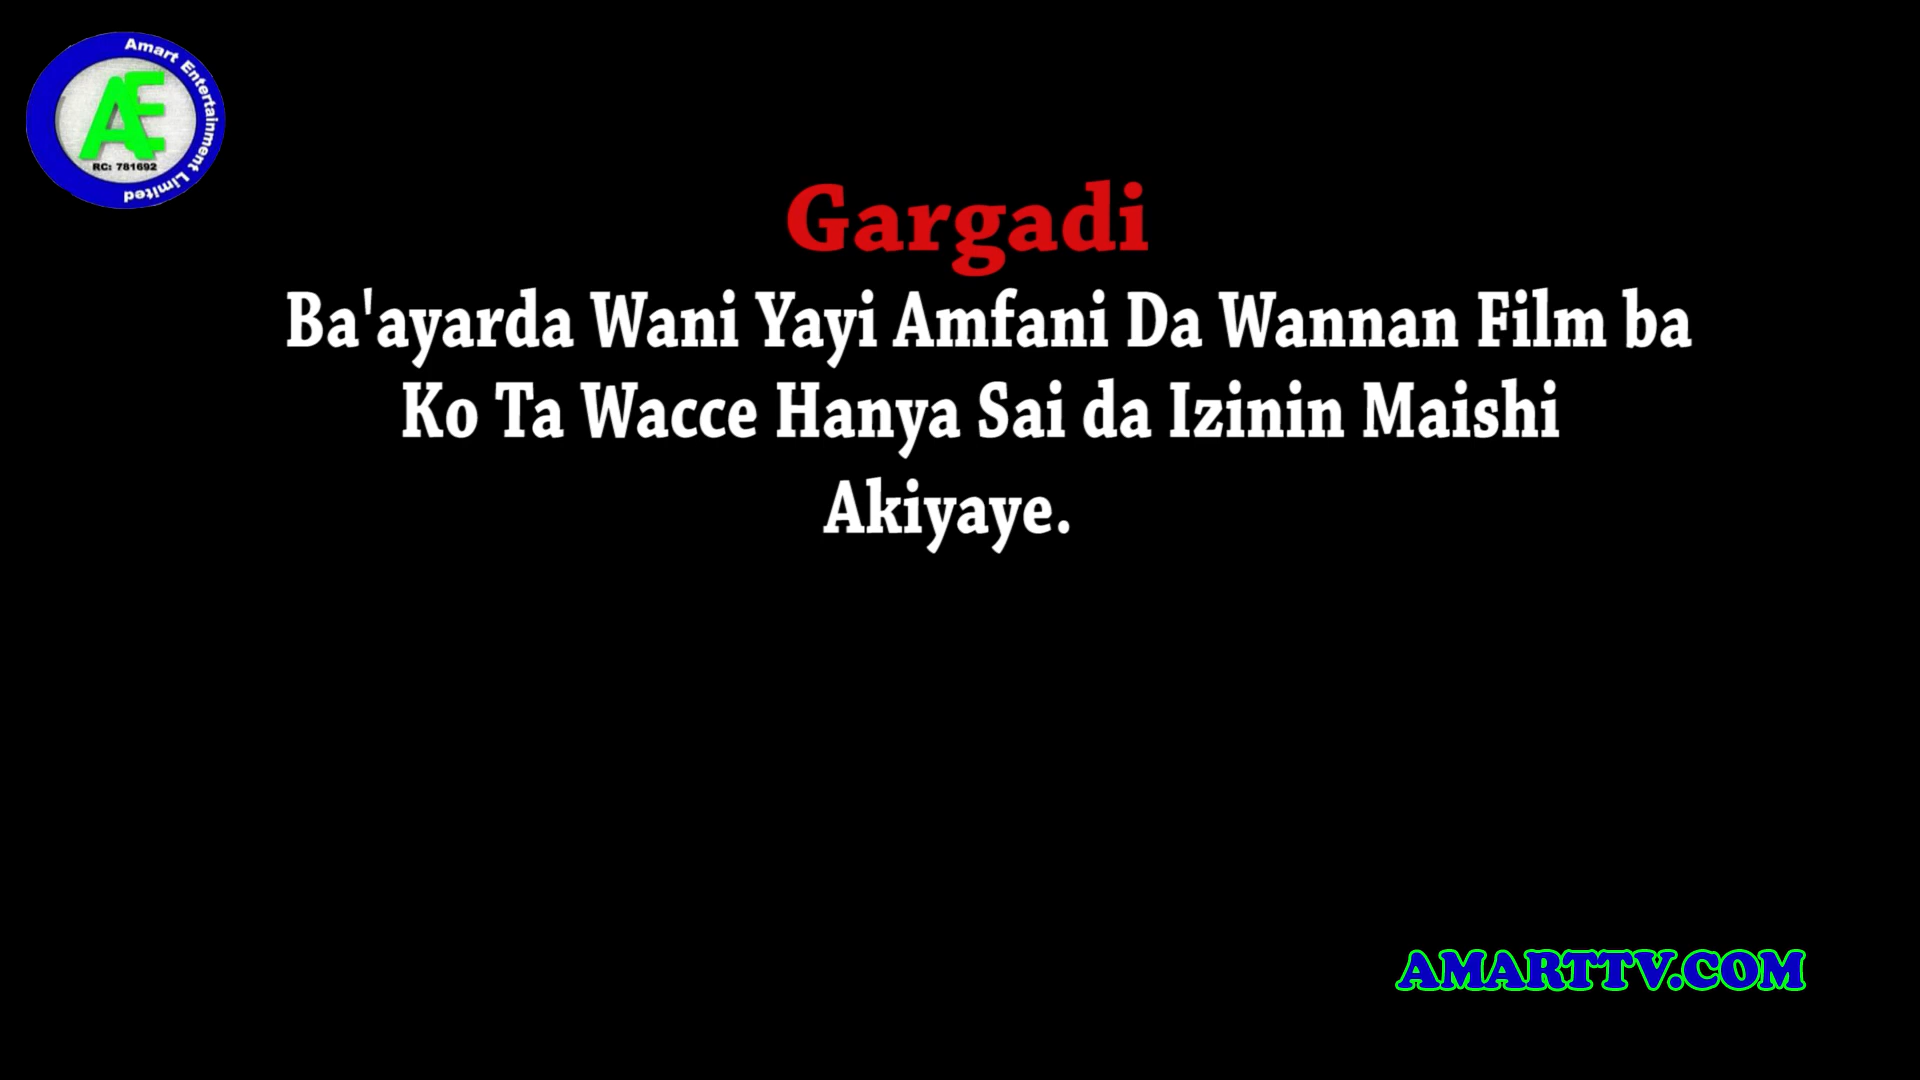 Amart Entertainment Limited
AE
RC: 781692
Gargadi
Ba'ayarda Wani Yayi Amfani Da Wannan Film ba
Ko Ta Wacce Hanya Sai da Izinin Maishi
Akiyaye.
AMARTTV.COM